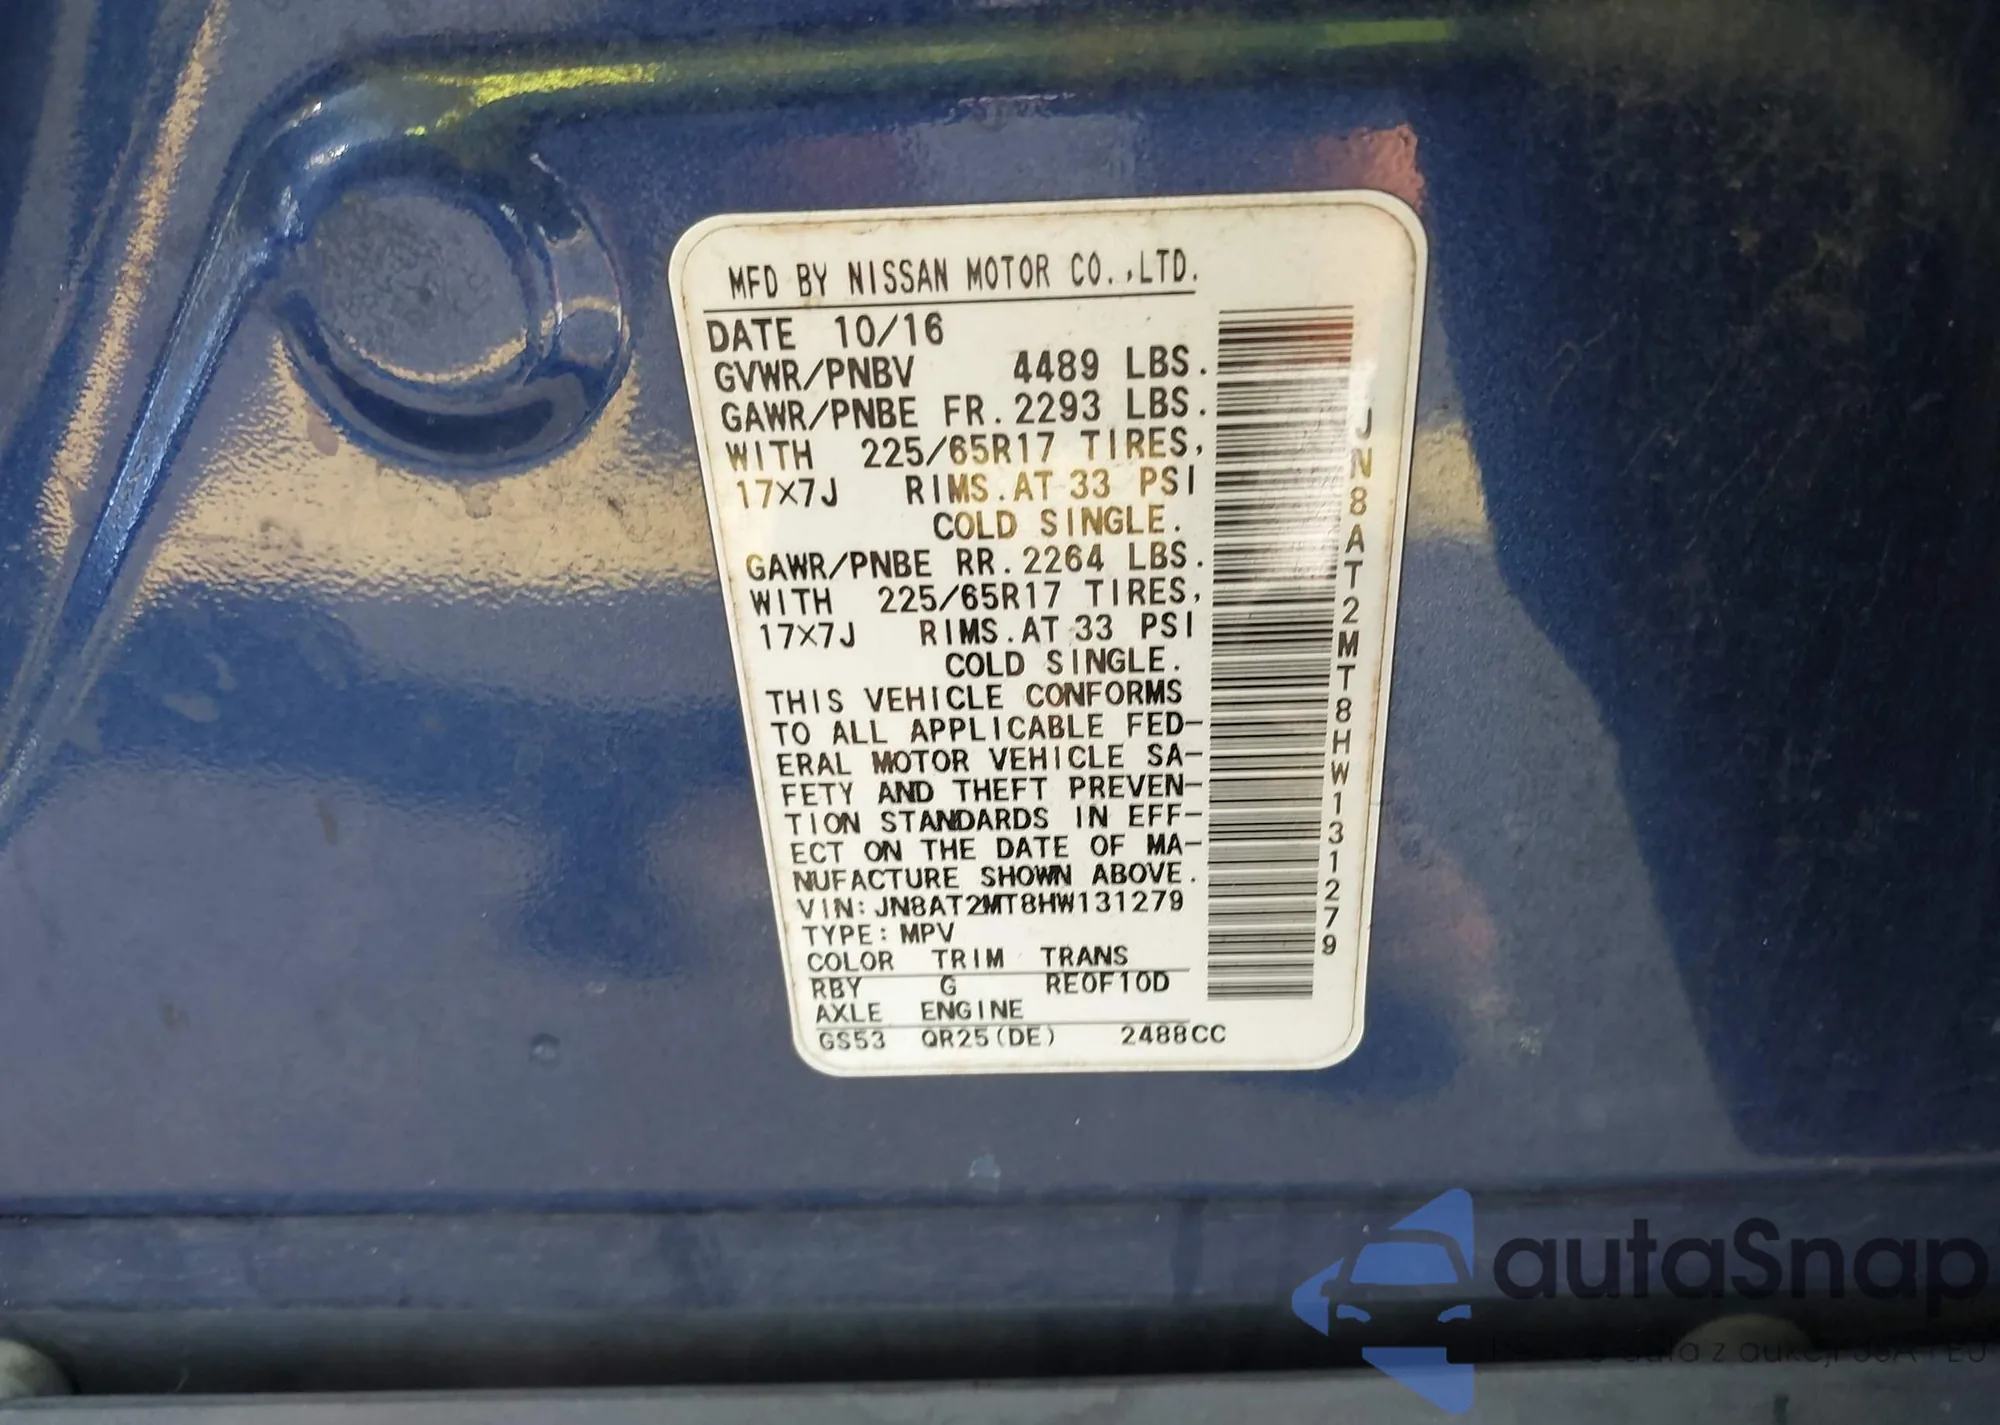 MFD BY NISSAN MOTOR CO.,LTD.
DATE 10/16
GVWR/PNBV 4489 LBS.
GAWR/PNBE FR.2293 LBS.
WITH 225/65R17 TIRES,
17×7J RIMS.AT 33 PSI
COLD SINGLE.
GAWR/PNBE RR.2264 LBS.
WITH 225/65R17 TIRES,
17×7J RIMS.AT 33 PSI
COLD SINGLE.
THIS VEHICLE CONFORMS
TO ALL APPLICABLE FED-
ERAL MOTOR VEHICLE SA-
FETY AND THEFT PREVEN-
TION STANDARDS IN EFF-
ECT ON THE DATE OF MA-
NUFACTURE SHOWN ABOVE.
VIN:JN8AT2MT8HW131279
TYPE:MPV
COLOR TRIM TRANS
RBY G RE0F10D
AXLE ENGINE
GS53 QR25(DE) 2488CC
JN8AT2MT8HW131279
autaSnap
auta z aukcji USA i EU